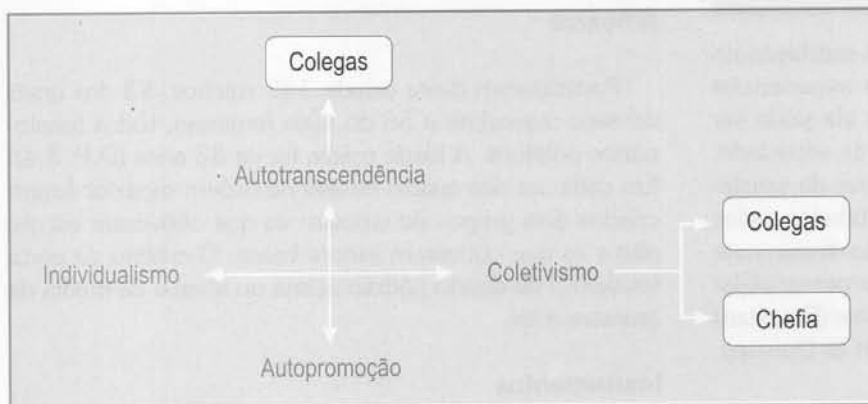 Colegas
Autotranscendência
Colegas
Individualismo
Coletivismo
Chefia
Autopromoção